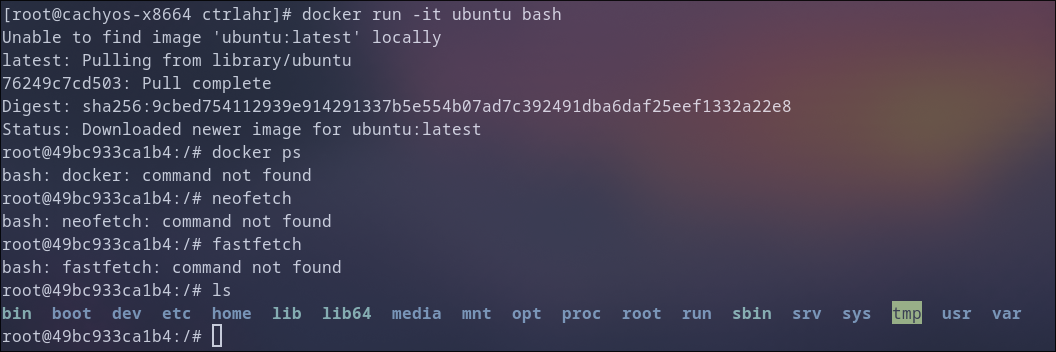 [root@cachyos-x8664 ctrlahr]# docker run -it ubuntu bash
Unable to find image 'ubuntu:latest' locally
latest: Pulling from library/ubuntu
76249c7cd503: Pull complete
Digest: sha256:9cbed754112939e914291337b5e554b07ad7c392491dba6daf25eef1332a22e8
Status: Downloaded newer image for ubuntu:latest
root@49bc933ca1b4:/# docker ps
bash: docker: command not found
root@49bc933ca1b4:/# neofetch
bash: neofetch: command not found
root@49bc933ca1b4:/# fastfetch
bash: fastfetch: command not found
root@49bc933ca1b4:/# ls
bin  boot  dev  etc  home  lib  lib64  media  mnt  opt  proc  root  run  sbin  srv  sys  tmp  usr  var
root@49bc933ca1b4:/#